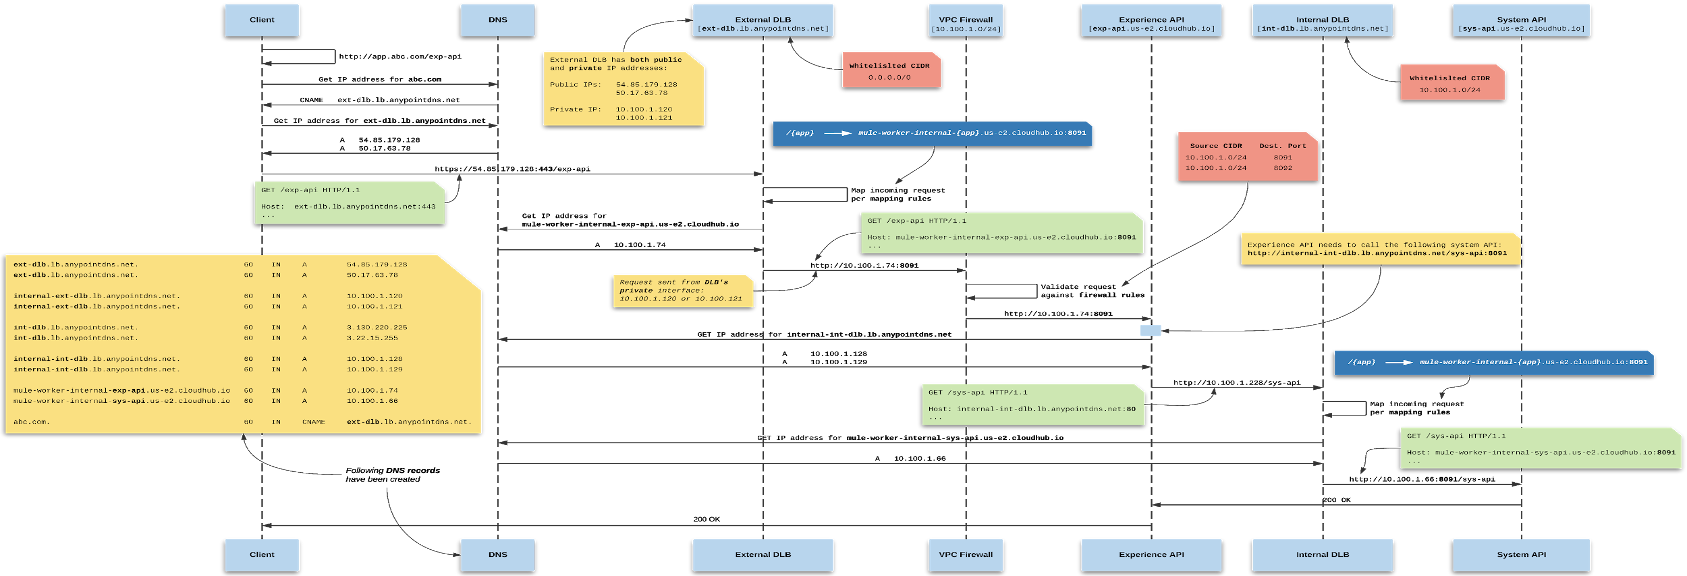 Client
DNS
External DLB
[ext-dlb.lb.anypointdns.net]
VPC Firewall
[10.100.1.0/24]
Experience API
[exp-api.us-e2.cloudhub.io]
Internal DLB
[int-dlb.lb.anypointdns.net]
System API
[sys-api.us-e2.cloudhub.io]
http://app.abc.com/exp-api
Get IP address for abc.com
CNAME ext-dlb.lb.anypointdns.net
Get IP address for ext-dlb.lb.anypointdns.net
A 54.85.179.128
A 50.17.63.78
https://54.85.179.128:443/exp-api
GET /exp-api HTTP/1.1
Host: ext-dlb.lb.anypointdns.net:443
...
External DLB has both public
and private IP addresses:
Public IPs: 54.85.179.128
50.17.63.78
Private IP: 10.100.1.120
10.100.1.121
Whitelislted CIDR
0.0.0.0/0
Whitelislted CIDR
10.100.1.0/24
/{app} mule-worker-internal-{app}.us-e2.cloudhub.io:8091
Source CIDR Dest. Port
10.100.1.0/24 8091
10.100.1.0/24 8092
Map incoming request
per mapping rules
Get IP address for
mule-worker-internal-exp-api.us-e2.cloudhub.io
A 10.100.1.74
GET /exp-api HTTP/1.1
Host: mule-worker-internal-exp-api.us-e2.cloudhub.io:8091
...
http://10.100.1.74:8091
Request sent from DLB's
private interface:
10.100.1.120 or 10.100.121
Validate request
against firewall rules
Experience API needs to call the following system API:
http://internal-int-dlb.lb.anypointdns.net/sys-api:8091
http://10.100.1.74:8091
GET IP address for internal-int-dlb.lb.anypointdns.net
A 10.100.1.128
A 10.100.1.129
ext-dlb.lb.anypointdns.net. 60 IN A 54.85.179.128
ext-dlb.lb.anypointdns.net. 60 IN A 50.17.63.78
internal-ext-dlb.lb.anypointdns.net. 60 IN A 10.100.1.120
internal-ext-dlb.lb.anypointdns.net. 60 IN A 10.100.1.121
int-dlb.lb.anypointdns.net. 60 IN A 3.130.220.225
int-dlb.lb.anypointdns.net. 60 IN A 3.22.15.255
internal-int-dlb.lb.anypointdns.net. 60 IN A 10.100.1.128
internal-int-dlb.lb.anypointdns.net. 60 IN A 10.100.1.129
mule-worker-internal-exp-api.us-e2.cloudhub.io 60 IN A 10.100.1.74
mule-worker-internal-sys-api.us-e2.cloudhub.io 60 IN A 10.100.1.66
abc.com. 60 IN CNAME ext-dlb.lb.anypointdns.net.
/{app} mule-worker-internal-{app}.us-e2.cloudhub.io:8091
http://10.100.1.228/sys-api
GET /sys-api HTTP/1.1
Host: internal-int-dlb.lb.anypointdns.net:80
...
Map incoming request
per mapping rules
GET IP address for mule-worker-internal-sys-api.us-e2.cloudhub.io
A 10.100.1.66
GET /sys-api HTTP/1.1
Host: mule-worker-internal-sys-api.us-e2.cloudhub.io:8091
...
Following DNS records
have been created
http://10.100.1.66:8091/sys-api
200 OK
200 OK
Client
DNS
External DLB
VPC Firewall
Experience API
Internal DLB
System API